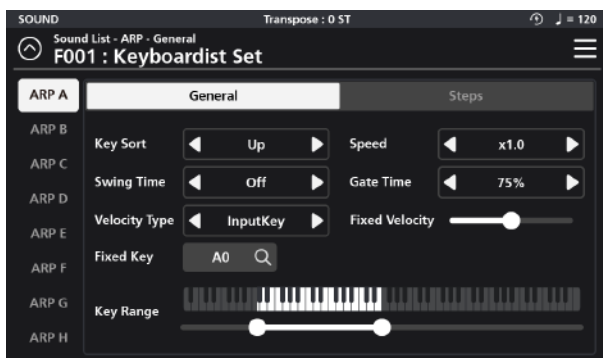 SOUND Transpose : 0 ST ♩ = 120
Sound List - ARP - General
F001 : Keyboardist Set
ARP A General Steps
ARP B
Key Sort Up Speed x1.0
ARP C
Swing Time Off Gate Time 75%
ARP D
Velocity Type InputKey Fixed Velocity
ARP E
Fixed Key A0
ARP F
ARP G
Key Range
ARP H